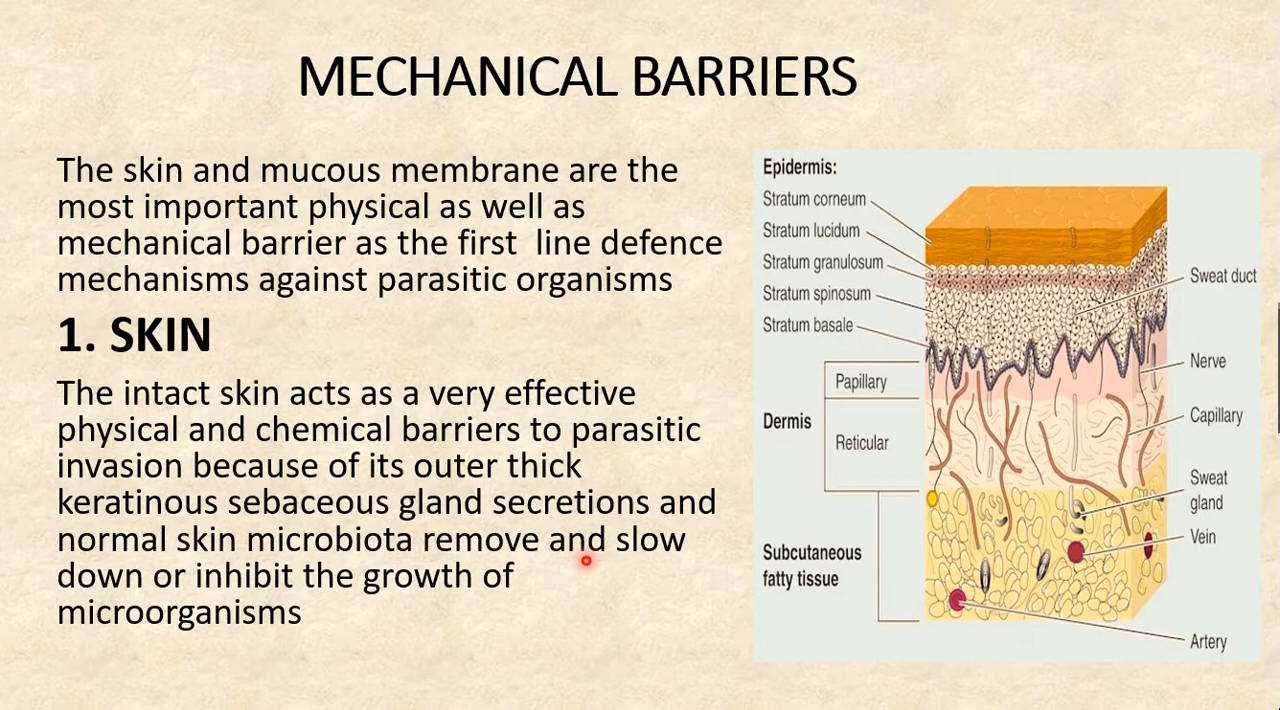 MECHANICAL BARRIERS
The skin and mucous membrane are the
most important physical as well as
mechanical barrier as the first  line defence
mechanisms against parasitic organisms
1. SKIN
The intact skin acts as a very effective
physical and chemical barriers to parasitic
invasion because of its outer thick
keratinous sebaceous gland secretions and
normal skin microbiota remove and slow
down or inhibit the growth of
microorganisms
Epidermis:
Stratum corneum
Stratum lucidum
Stratum granulosum
Stratum spinosum
Stratum basale
Papillary
Dermis
Reticular
Subcutaneous
fatty tissue
Sweat duct
Nerve
Capillary
Sweat
gland
Vein
Artery